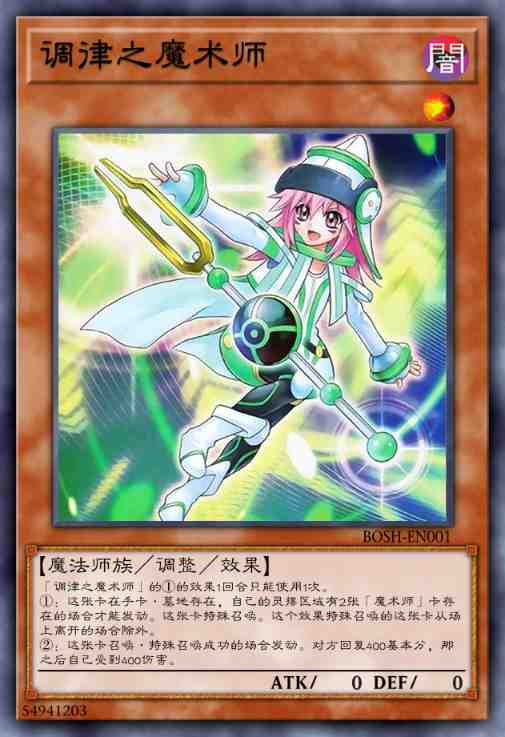 调律之魔术师
闇
BOSH-EN001
【魔法师族／调整／效果】
「调律之魔术师」的①的效果1回合只能使用1次。
①：这张卡在手卡·墓地存在，自己的灵摆区域有2张「魔术师」卡存
在的场合才能发动。这张卡特殊召唤。这个效果特殊召唤的这张卡从场
上离开的场合除外。
②：这张卡召唤·特殊召唤成功的场合发动。对方回复400基本分，那
之后自己受到400伤害。
ATK/ 0 DEF/ 0
54941203